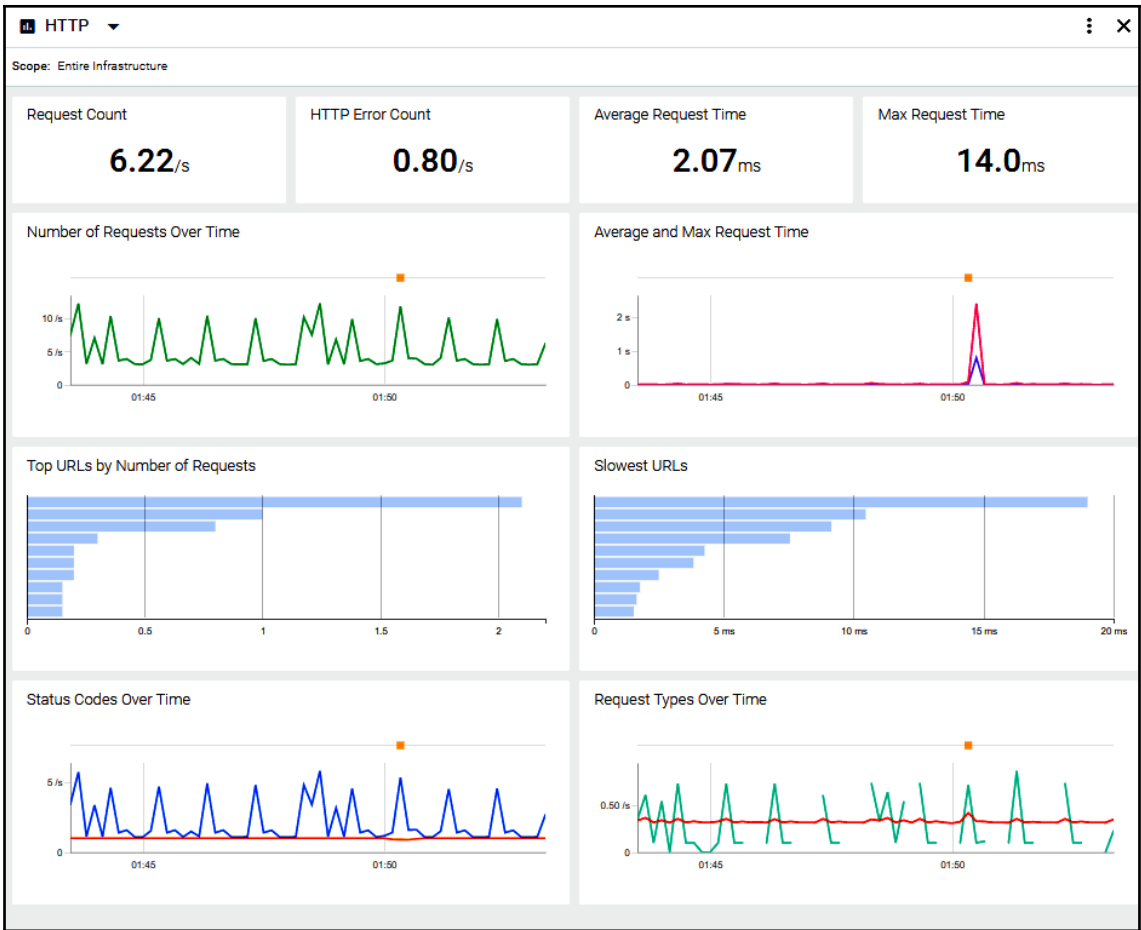 HTTP
Scope: Entire Infrastructure
Request Count
6.22/s
HTTP Error Count
0.80/s
Average Request Time
2.07ms
Max Request Time
14.0ms
Number of Requests Over Time
10 /s
5 /s
0
01:45
01:50
Average and Max Request Time
2 s
1 s
0
01:45
01:50
Top URLs by Number of Requests
0
0.5
1
1.5
2
Slowest URLs
0
5 ms
10 ms
15 ms
20 ms
Status Codes Over Time
5 /s
0
01:45
01:50
Request Types Over Time
0.50 /s
0
01:45
01:50